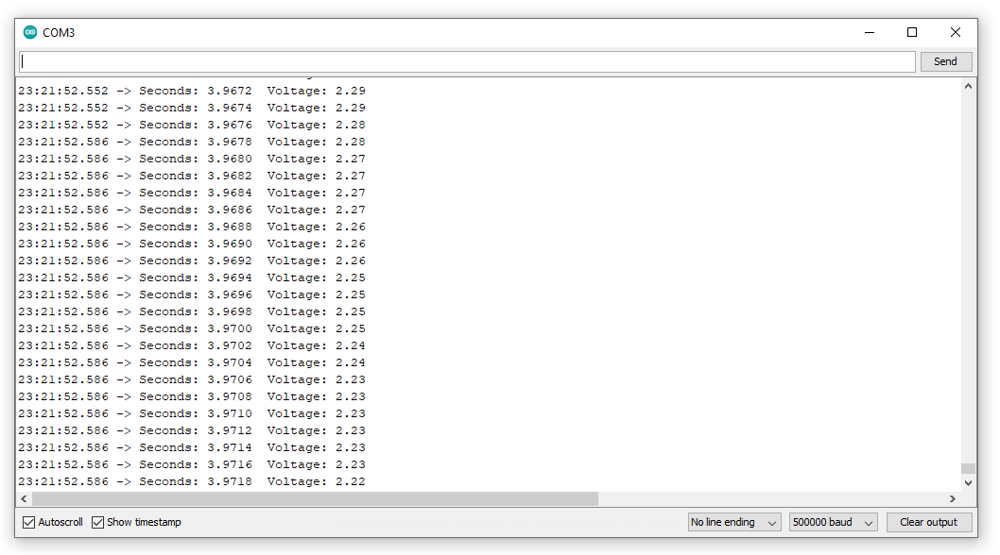 COM3
Send
23:21:52.552 -> Seconds: 3.9672  Voltage: 2.29
23:21:52.552 -> Seconds: 3.9674  Voltage: 2.29
23:21:52.552 -> Seconds: 3.9676  Voltage: 2.28
23:21:52.586 -> Seconds: 3.9678  Voltage: 2.28
23:21:52.586 -> Seconds: 3.9680  Voltage: 2.27
23:21:52.586 -> Seconds: 3.9682  Voltage: 2.27
23:21:52.586 -> Seconds: 3.9684  Voltage: 2.27
23:21:52.586 -> Seconds: 3.9686  Voltage: 2.27
23:21:52.586 -> Seconds: 3.9688  Voltage: 2.26
23:21:52.586 -> Seconds: 3.9690  Voltage: 2.26
23:21:52.586 -> Seconds: 3.9692  Voltage: 2.26
23:21:52.586 -> Seconds: 3.9694  Voltage: 2.25
23:21:52.586 -> Seconds: 3.9696  Voltage: 2.25
23:21:52.586 -> Seconds: 3.9698  Voltage: 2.25
23:21:52.586 -> Seconds: 3.9700  Voltage: 2.25
23:21:52.586 -> Seconds: 3.9702  Voltage: 2.24
23:21:52.586 -> Seconds: 3.9704  Voltage: 2.24
23:21:52.586 -> Seconds: 3.9706  Voltage: 2.23
23:21:52.586 -> Seconds: 3.9708  Voltage: 2.23
23:21:52.586 -> Seconds: 3.9710  Voltage: 2.23
23:21:52.586 -> Seconds: 3.9712  Voltage: 2.23
23:21:52.586 -> Seconds: 3.9714  Voltage: 2.23
23:21:52.586 -> Seconds: 3.9716  Voltage: 2.23
23:21:52.586 -> Seconds: 3.9718  Voltage: 2.22
Autoscroll Show timestamp No line ending 500000 baud Clear output